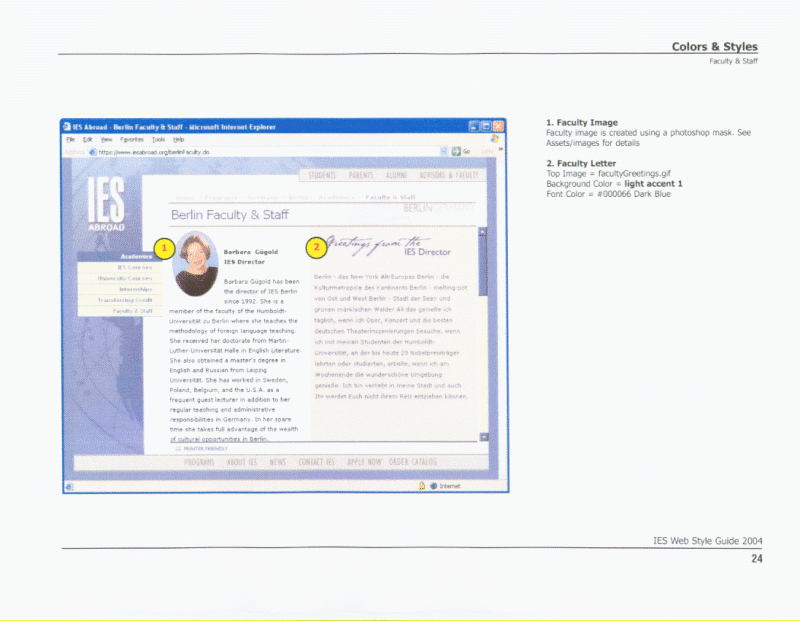 Colors & Styles
Faculty & Staff
IES Abroad - Berlin Faculty & Staff - Microsoft Internet Explorer
File Edit View Favorites Tools Help
https://www.iesabroad.org/berlinFaculty.do
Go
STUDENTS PARENTS ALUMNI ADVISORS & FACULTY
Faculty & Staff
BERLIN
IES
ABROAD
Berlin Faculty & Staff
Academics
IES Courses
University Courses
Internships
Transferring Credit
Faculty & Staff
1
Barbara Gügold
IES Director
Barbara Gügold has been
the director of IES Berlin
since 1992. She is a
member of the faculty of the Humboldt-
Universität zu Berlin where she teaches the
methodology of foreign language teaching.
She received her doctorate from Martin-
Luther-Universität Halle in English Literature.
She also obtained a master's degree in
English and Russian from Leipzig
Universität. She has worked in Sweden,
Poland, Belgium, and the U.S.A. as a
frequent guest lecturer in addition to her
regular teaching and administrative
responsibilities in Germany. In her spare
time she takes full advantage of the wealth
of cultural opportunities in Berlin.
2
Greetings from the
IES Director
Berlin - das New York Alt-Europas Berlin - die
Kulturmetropole des Kontinents Berlin - melting-pot
von Ost und West Berlin - Stadt der Seen und
grünen märkischen Wälder All das genieße ich
täglich, wenn ich Oper, Konzert und die besten
deutschen Theaterinszenierungen besuche, wenn
ich mit meinen Studenten der Humboldt-
Universität, an der bis heute 29 Nobelpreisträger
lehrten oder studierten, arbeite, wenn ich am
Wochenende die wunderschöne Umgebung
genieße. Ich bin verliebt in meine Stadt und auch
Ihr werdet Euch nicht ihrem Reiz entziehen können.
PRINTER FRIENDLY
PROGRAMS ABOUT IES NEWS CONTACT IES APPLY NOW ORDER CATALOG
Internet
1. Faculty Image
Faculty image is created using a photoshop mask. See
Assets/images for details
2. Faculty Letter
Top Image = facultyGreetings.gif
Background Color = light accent 1
Font Color = #000066 Dark Blue
IES Web Style Guide 2004
24